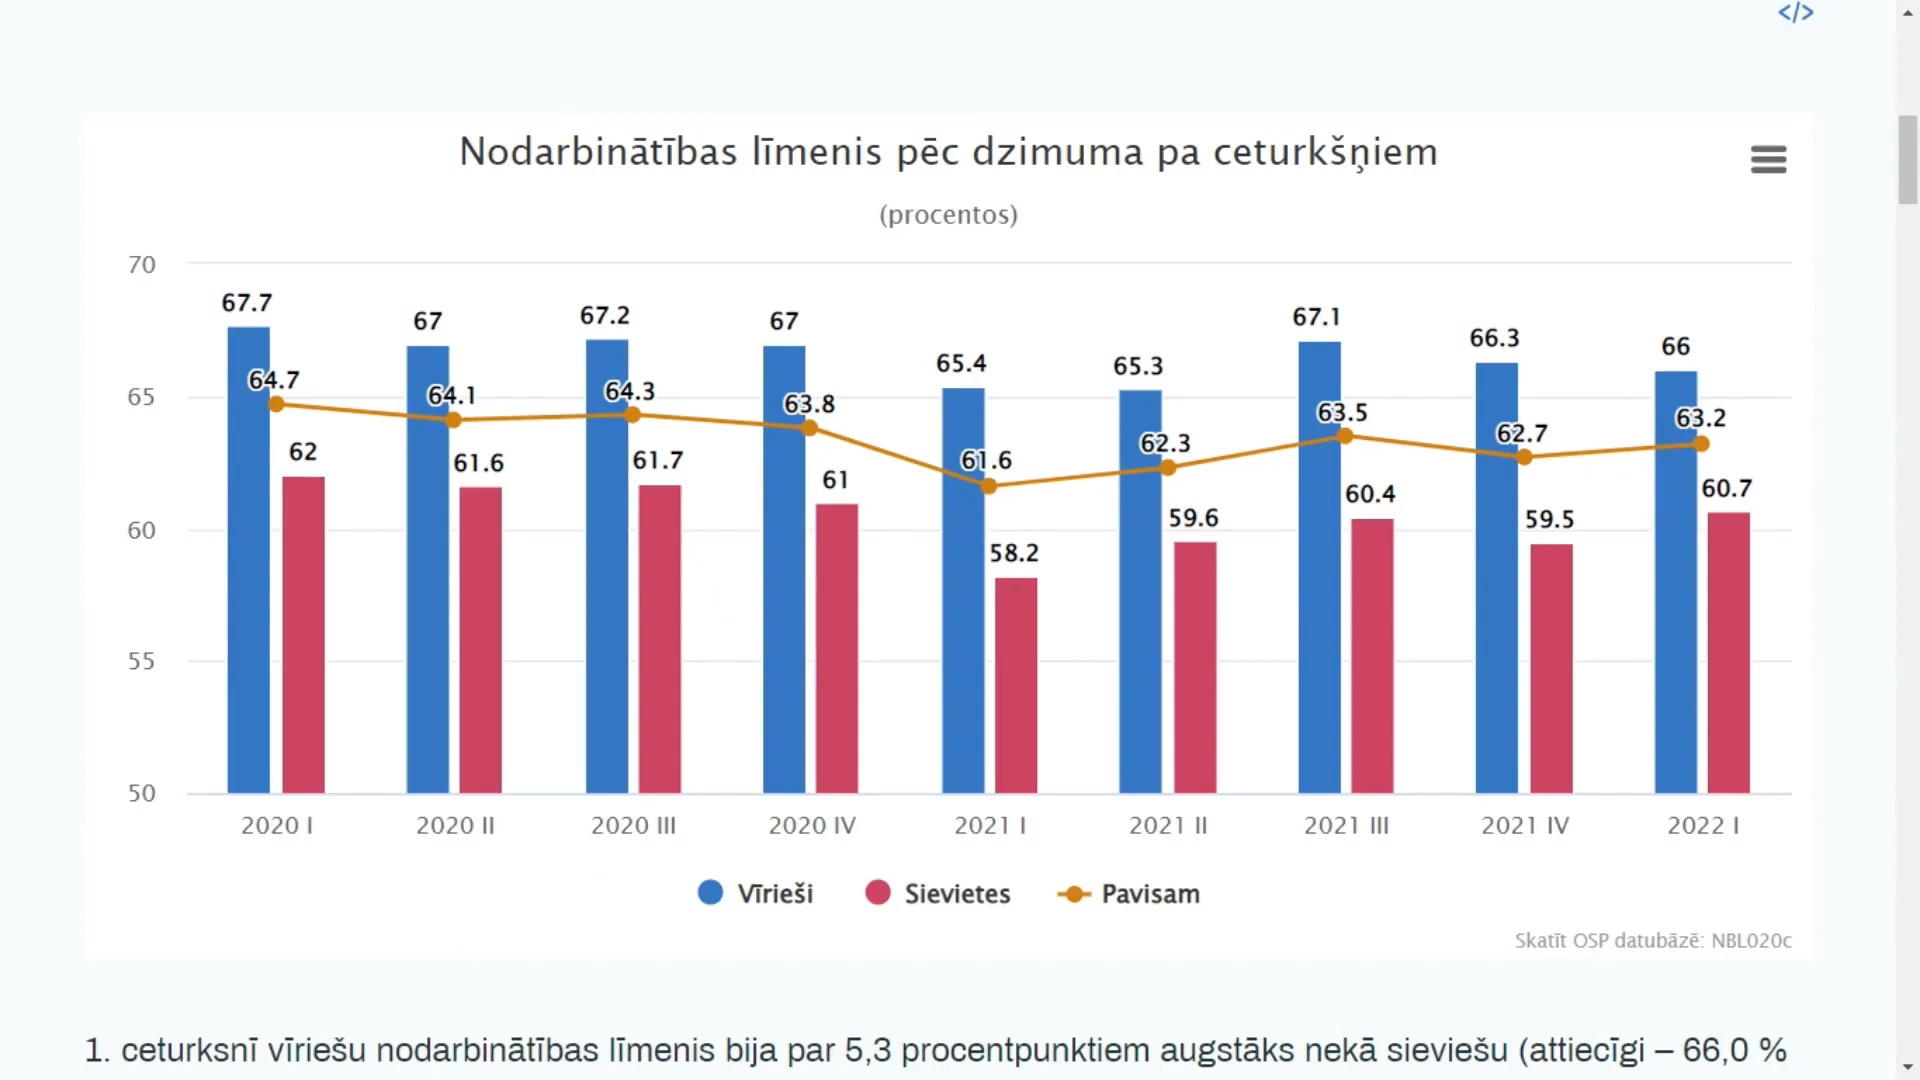 </>
Nodarbinātības līmenis pēc dzimuma pa ceturkšņiem
(procentos)
70
65
60
55
50
67.7
67
67.2
67
65.4
65.3
67.1
66.3
66
64.7
64.1
64.3
63.8
61.6
62.3
63.5
62.7
63.2
62
61.6
61.7
61
58.2
59.6
60.4
59.5
60.7
2020 I
2020 II
2020 III
2020 IV
2021 I
2021 II
2021 III
2021 IV
2022 I
Vīrieši
Sievietes
Pavisam
Skatīt OSP datubāzē: NBL020c
1. ceturksnī vīriešu nodarbinātības līmenis bija par 5,3 procentpunktiem augstāks nekā sieviešu (attiecīgi – 66,0 %